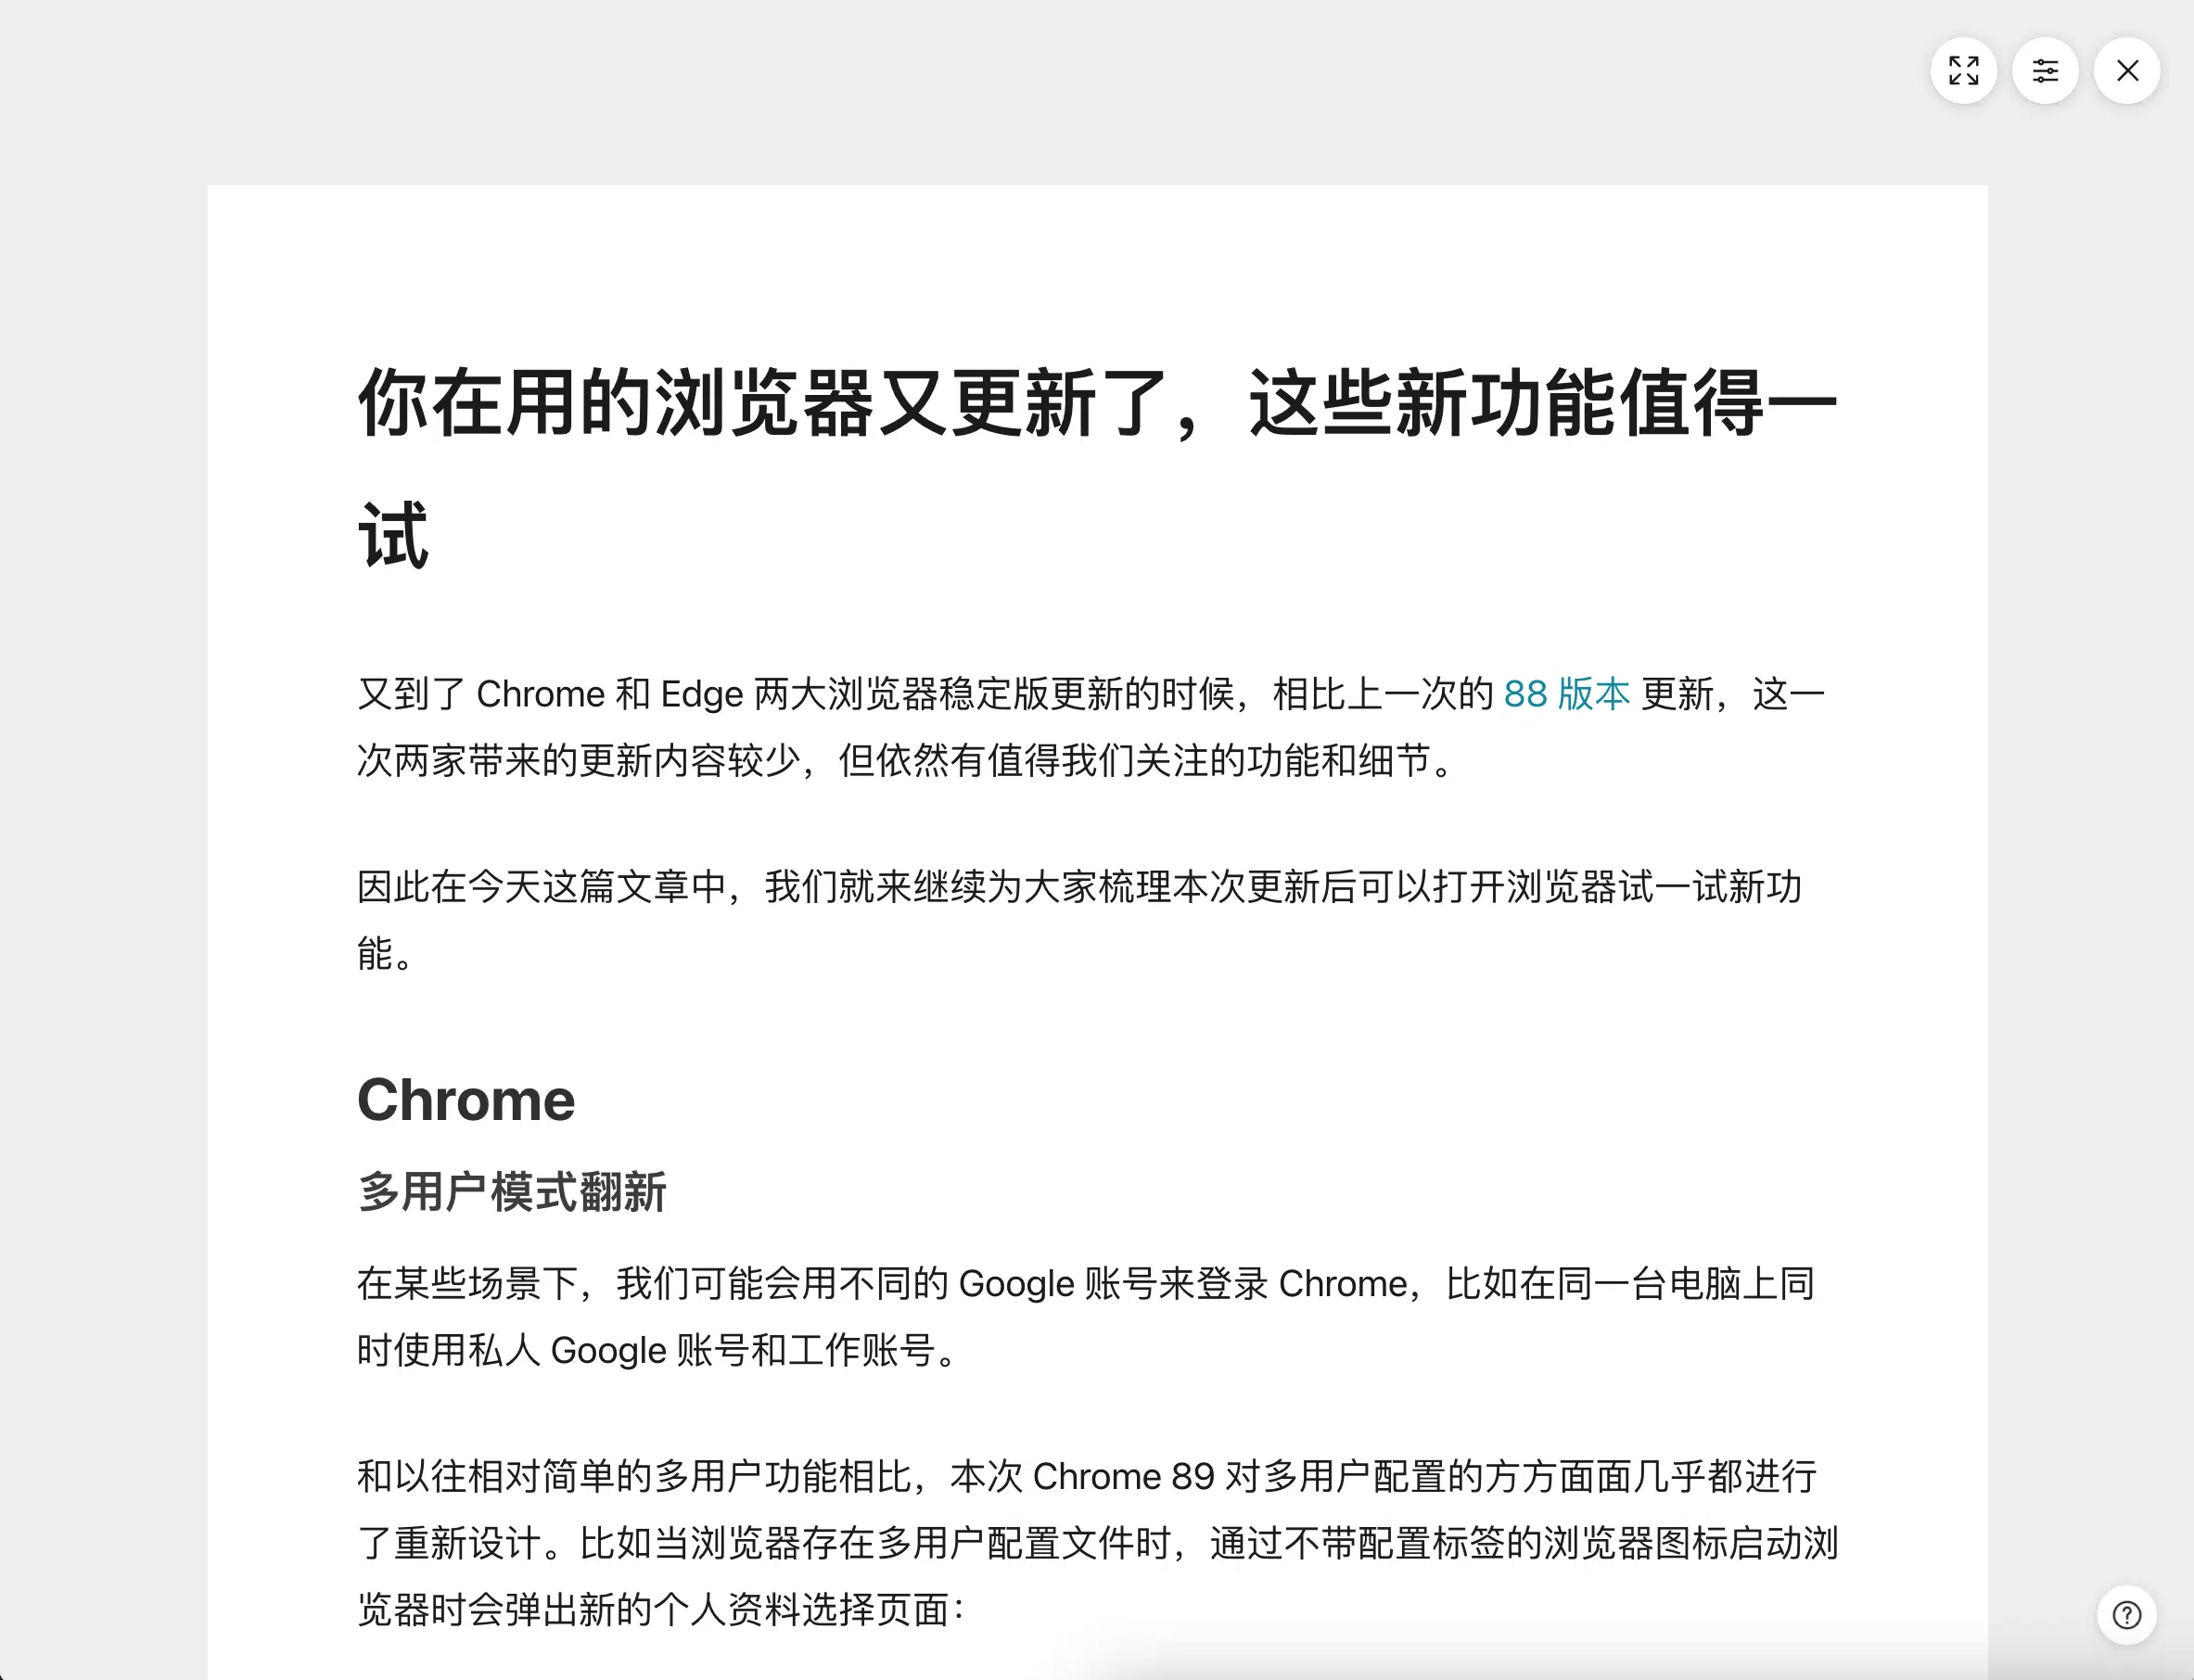 你在用的浏览器又更新了，这些新功能值得一
试
又到了 Chrome 和 Edge 两大浏览器稳定版更新的时候，相比上一次的 88 版本 更新，这一
次两家带来的更新内容较少，但依然有值得我们关注的功能和细节。
因此在今天这篇文章中，我们就来继续为大家梳理本次更新后可以打开浏览器试一试新功
能。
Chrome
多用户模式翻新
在某些场景下，我们可能会用不同的 Google 账号来登录 Chrome，比如在同一台电脑上同
时使用私人 Google 账号和工作账号。
和以往相对简单的多用户功能相比，本次 Chrome 89 对多用户配置的方方面面几乎都进行
了重新设计。比如当浏览器存在多用户配置文件时，通过不带配置标签的浏览器图标启动浏
览器时会弹出新的个人资料选择页面：